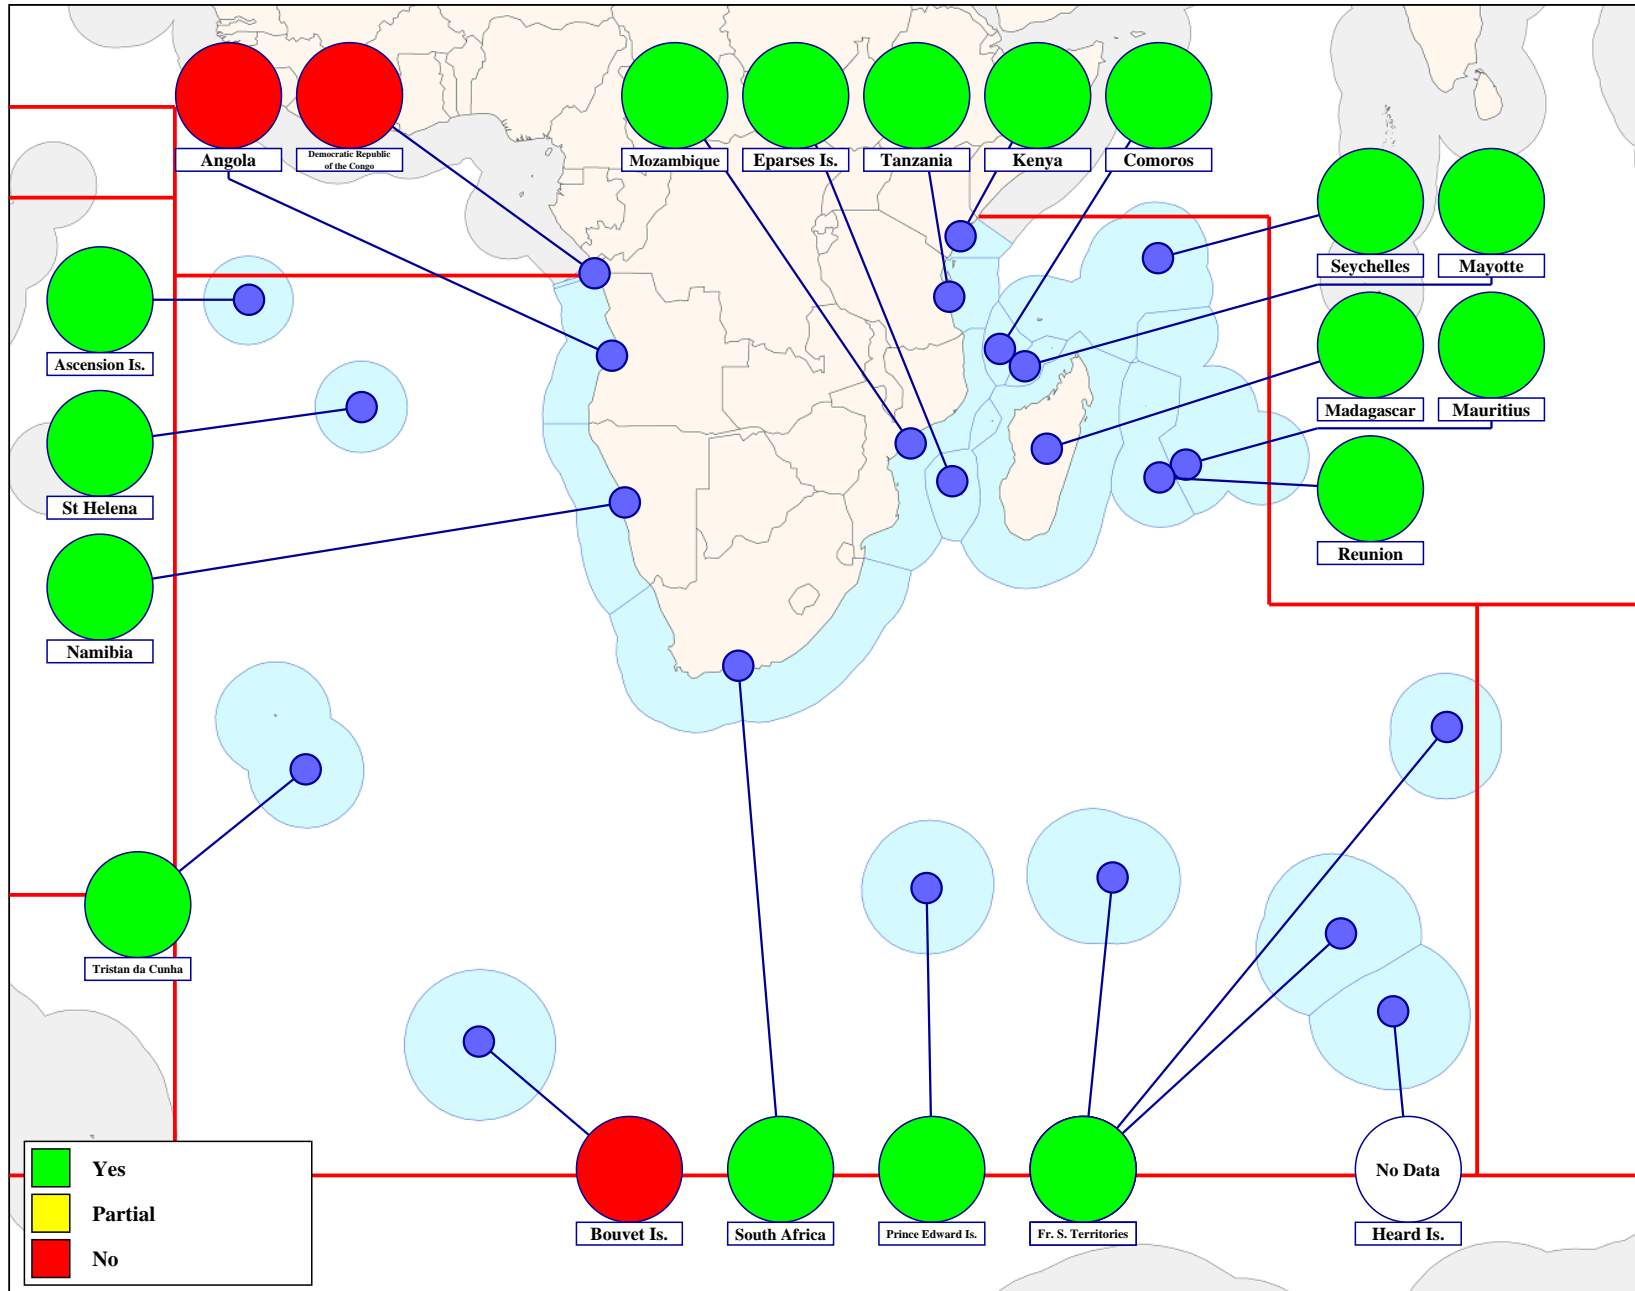 Angola
Democratic Republic
of the Congo
Mozambique
Eparses Is.
Tanzania
Kenya
Comoros
Seychelles
Mayotte
Ascension Is.
Madagascar
Mauritius
St Helena
Reunion
Namibia
Tristan da Cunha
Yes
Partial
No
No Data
Bouvet Is.
South Africa
Prince Edward Is.
Fr. S. Territories
Heard Is.